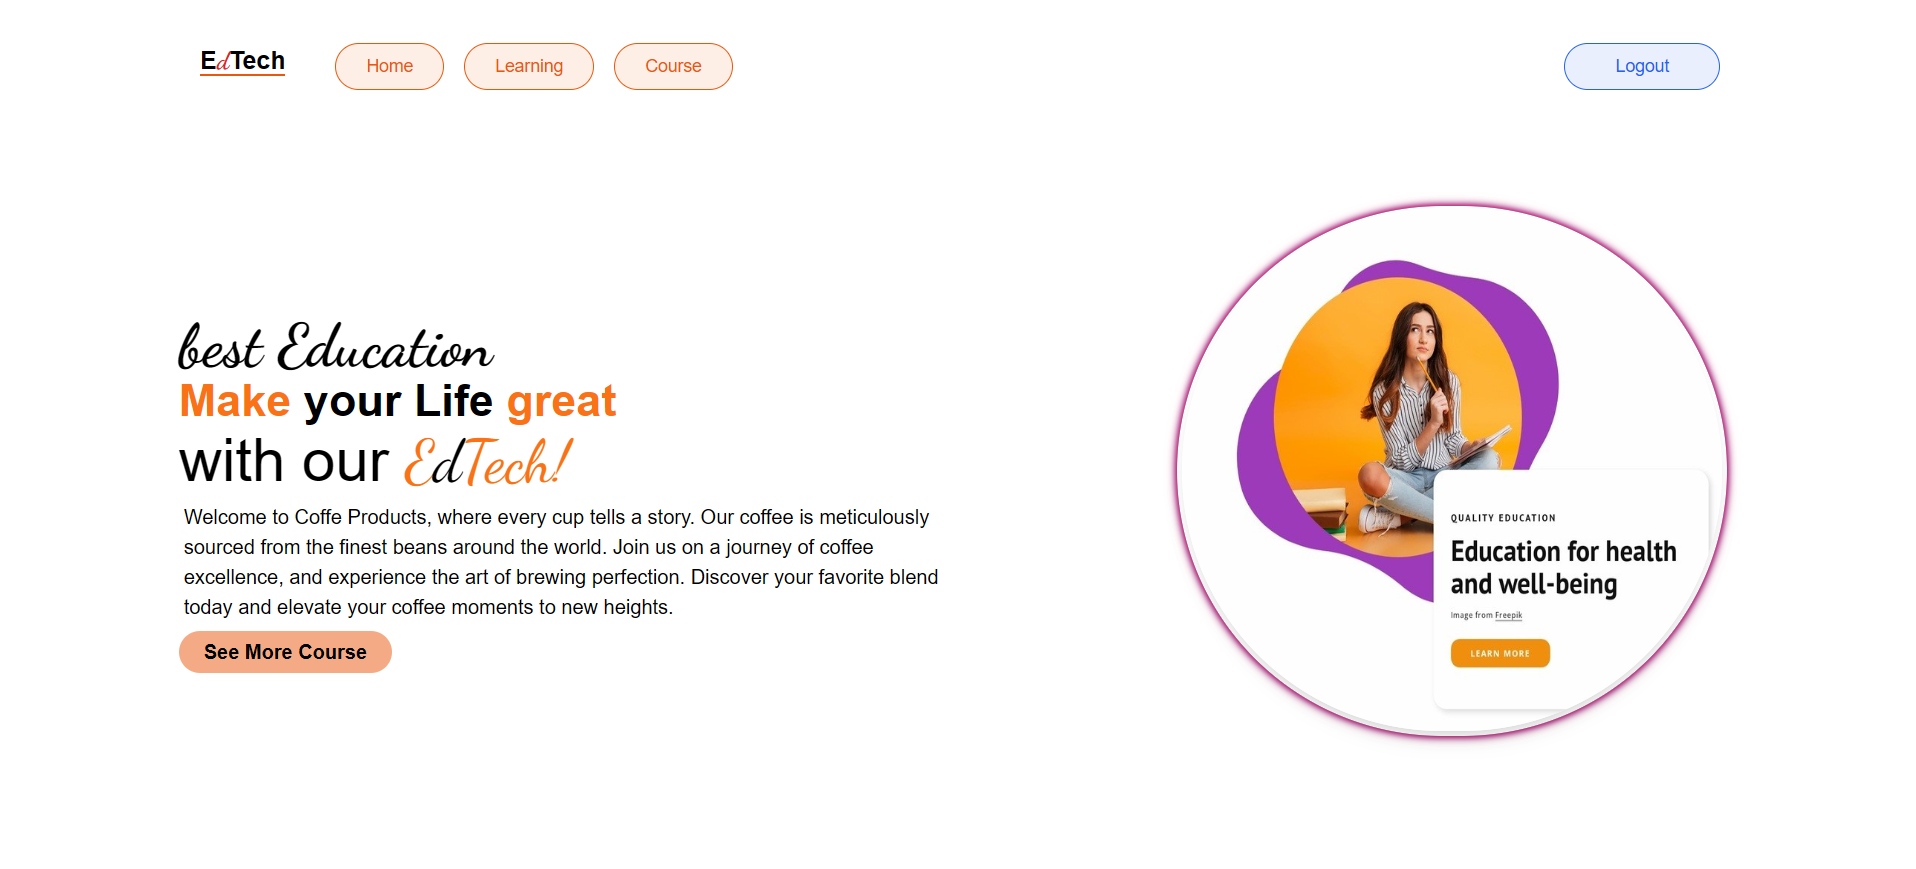 EdTech
Home
Learning
Course
Logout
best Education
Make your Life great
with our EdTech!
Welcome to Coffe Products, where every cup tells a story. Our coffee is meticulously
sourced from the finest beans around the world. Join us on a journey of coffee
excellence, and experience the art of brewing perfection. Discover your favorite blend
today and elevate your coffee moments to new heights.
See More Course
QUALITY EDUCATION
Education for health
and well-being
Image from Freepik
LEARN MORE